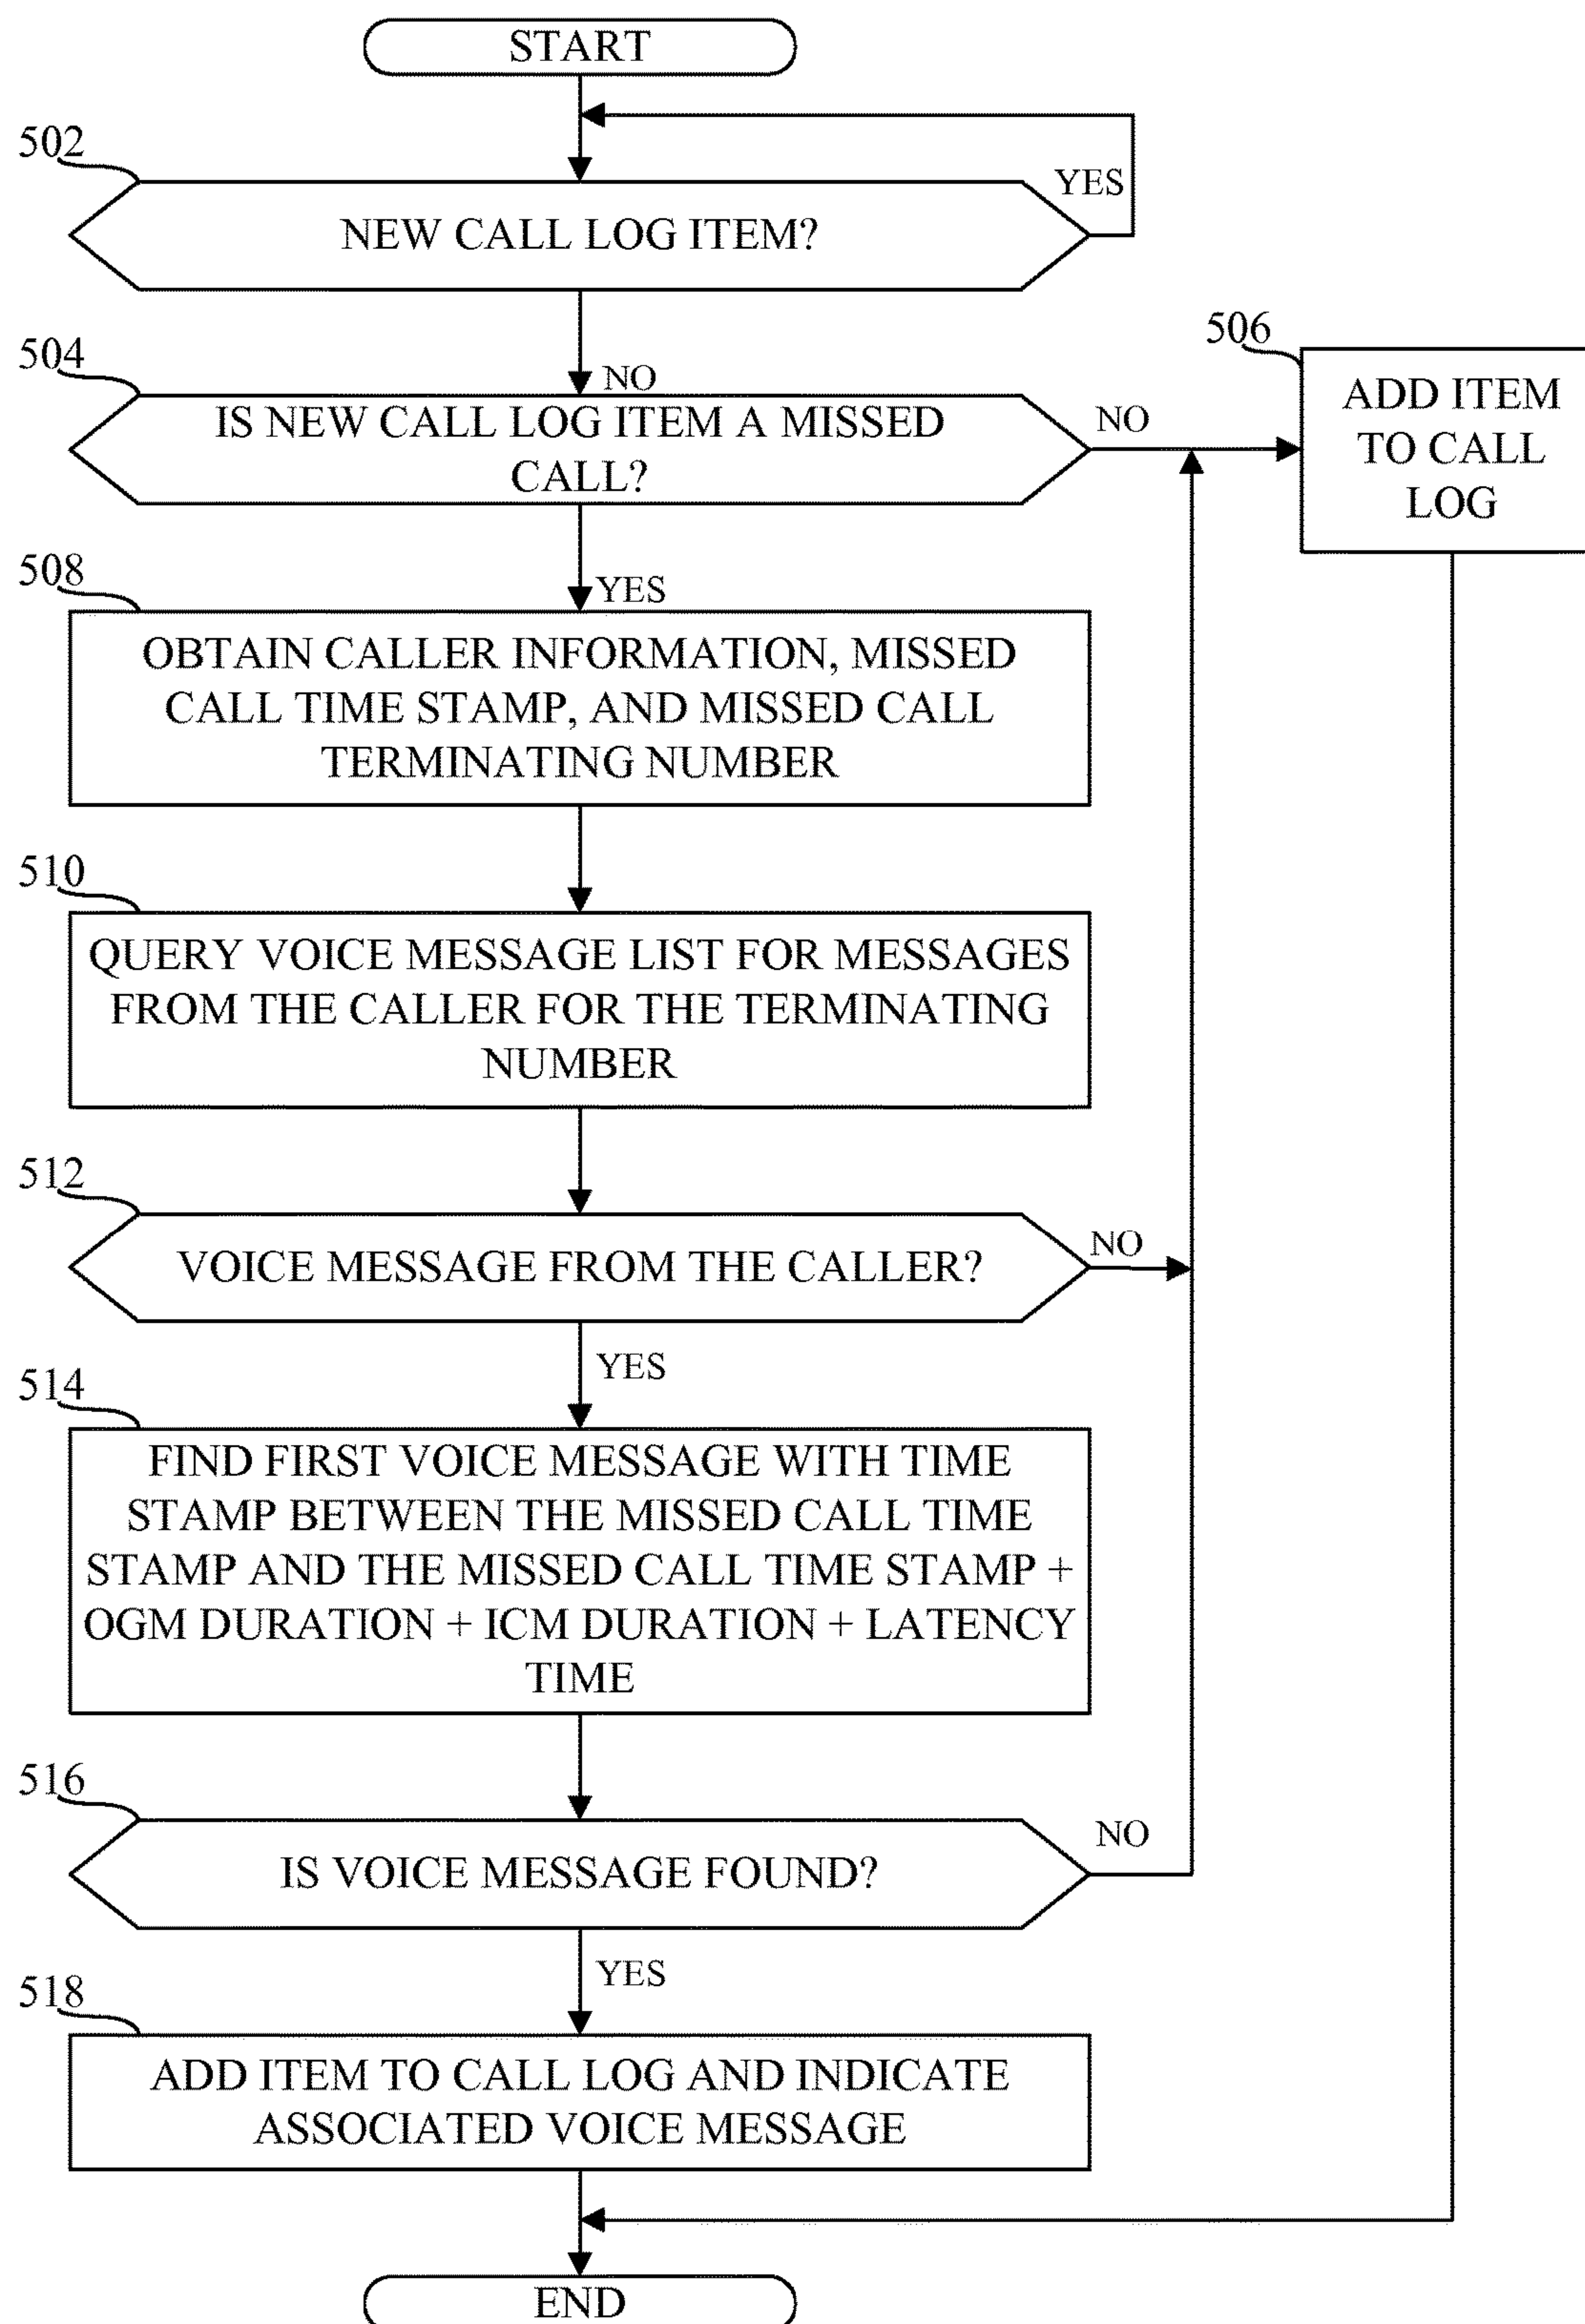 START
502
YES
NEW CALL LOG ITEM?
506
504
NO
IS NEW CALL LOG ITEM A MISSED
CALL?
NO
ADD ITEM
TO CALL
LOG
508
YES
OBTAIN CALLER INFORMATION, MISSED
CALL TIME STAMP, AND MISSED CALL
TERMINATING NUMBER
510
QUERY VOICE MESSAGE LIST FOR MESSAGES
FROM THE CALLER FOR THE TERMINATING
NUMBER
512
VOICE MESSAGE FROM THE CALLER?
NO
YES
514
FIND FIRST VOICE MESSAGE WITH TIME
STAMP BETWEEN THE MISSED CALL TIME
STAMP AND THE MISSED CALL TIME STAMP +
OGM DURATION + ICM DURATION + LATENCY
TIME
516
IS VOICE MESSAGE FOUND?
NO
YES
518
ADD ITEM TO CALL LOG AND INDICATE
ASSOCIATED VOICE MESSAGE
END